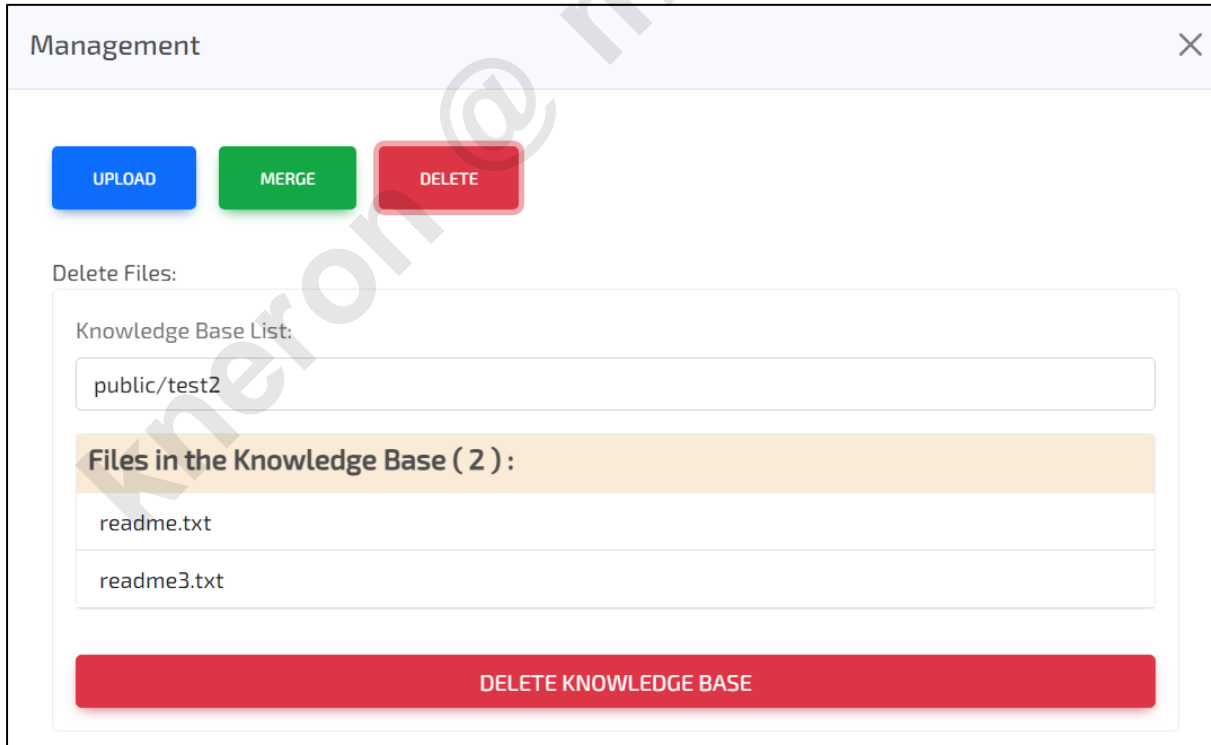 Management
UPLOAD MERGE DELETE
Delete Files:
Knowledge Base List:
public/test2
Files in the Knowledge Base ( 2 ) :
readme.txt
readme3.txt
DELETE KNOWLEDGE BASE
kneron @